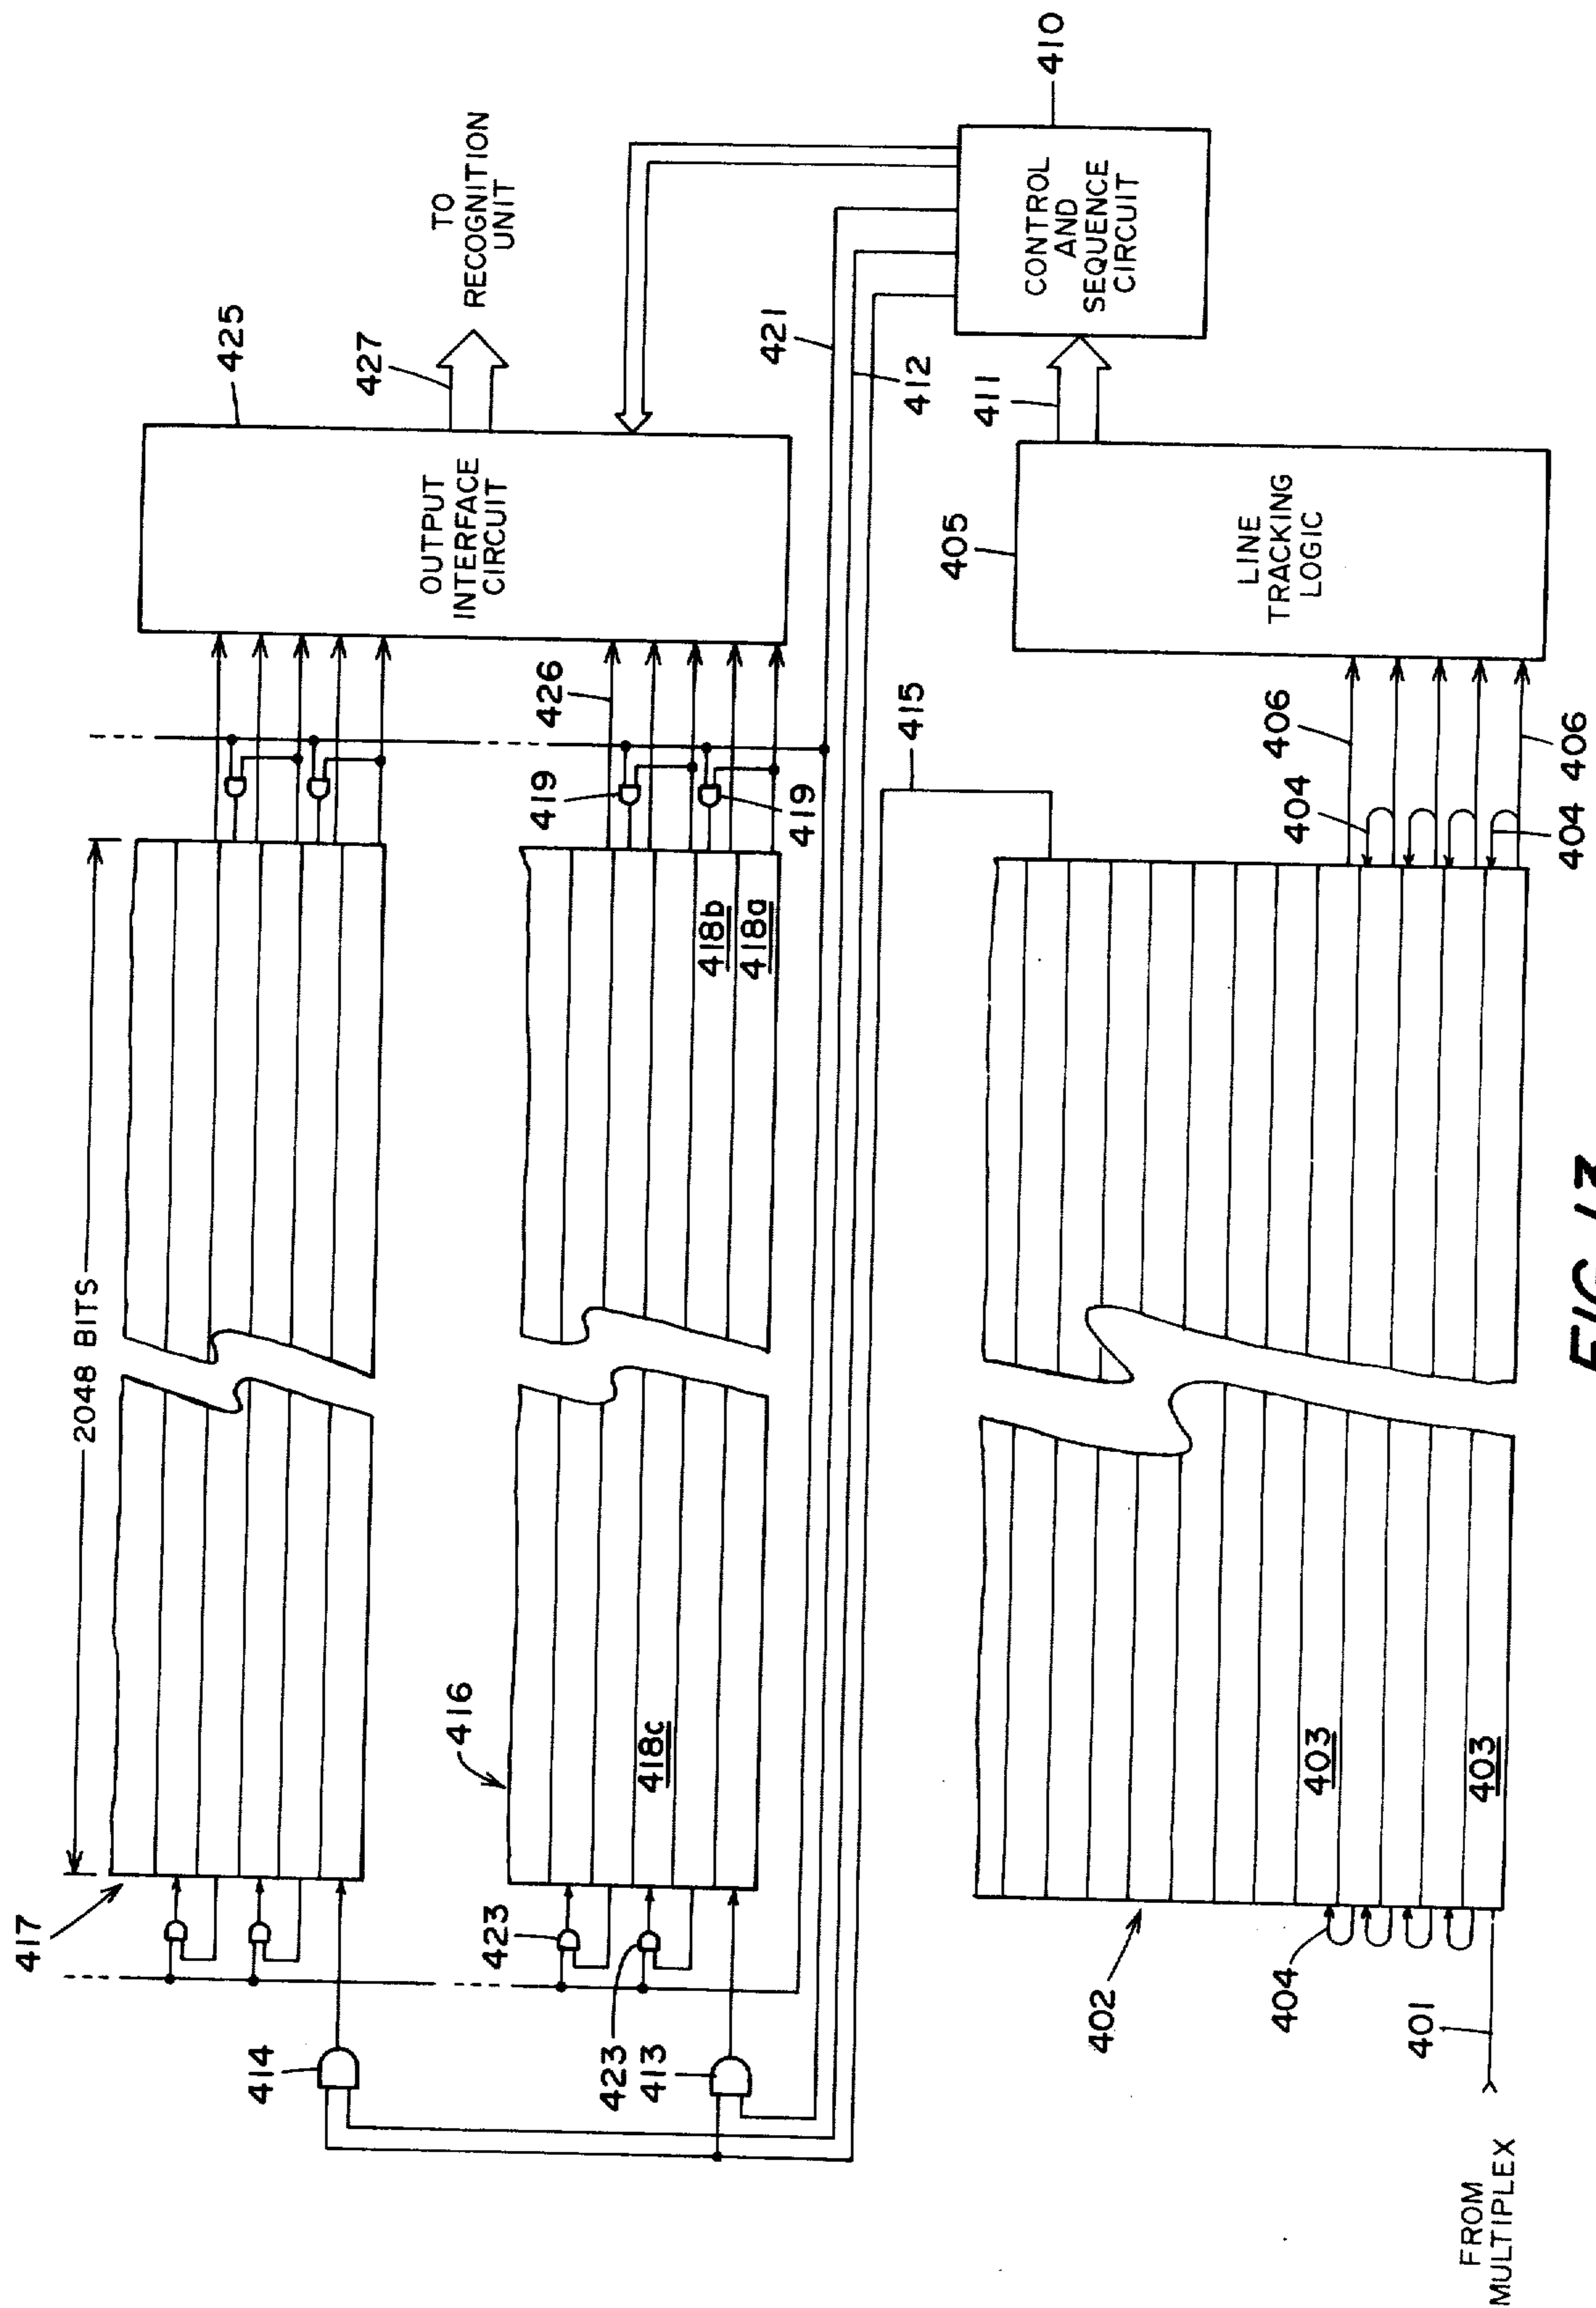 2048 BITS
417
414
416
423
423
413
418c
418b
418a
419
419
426
425
OUTPUT
INTERFACE
CIRCUIT
427
TO
RECOGNITION
UNIT
421
412
415
410
CONTROL
AND
SEQUENCE
CIRCUIT
411
405
LINE
TRACKING
LOGIC
406
406
404
404
404
402
403
403
401
FROM
MULTIPLEX
FIG. 13